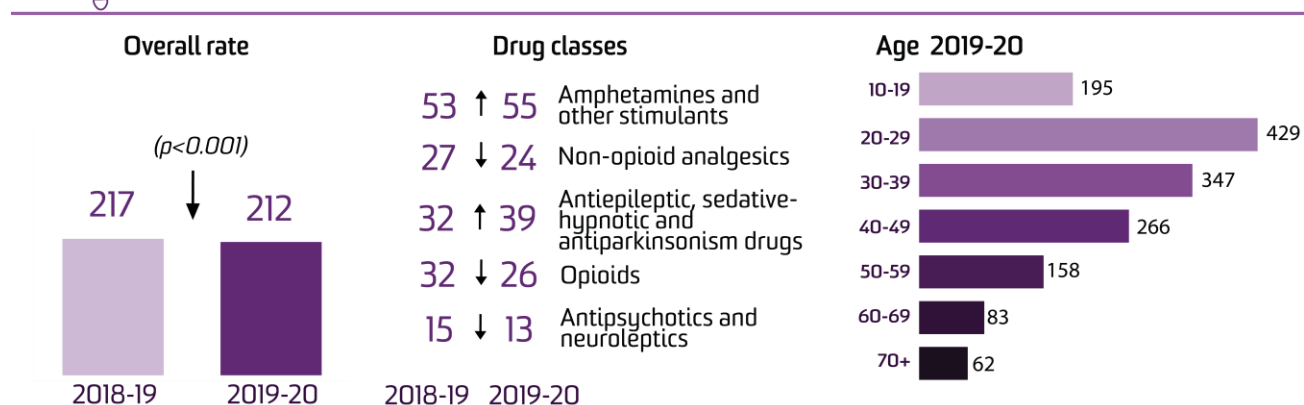 Overall rate
(p<0.001)
217
212
2018-19
2019-20
Drug classes
53 ↑ 55 Amphetamines and
other stimulants
27 ↓ 24 Non-opioid analgesics
32 ↑ 39 Antiepileptic, sedative-
hypnotic and
antiparkinsonism drugs
32 ↓ 26 Opioids
15 ↓ 13 Antipsychotics and
neuroleptics
2018-19 2019-20
Age 2019-20
10-19 195
20-29 429
30-39 347
40-49 266
50-59 158
60-69 83
70+ 62